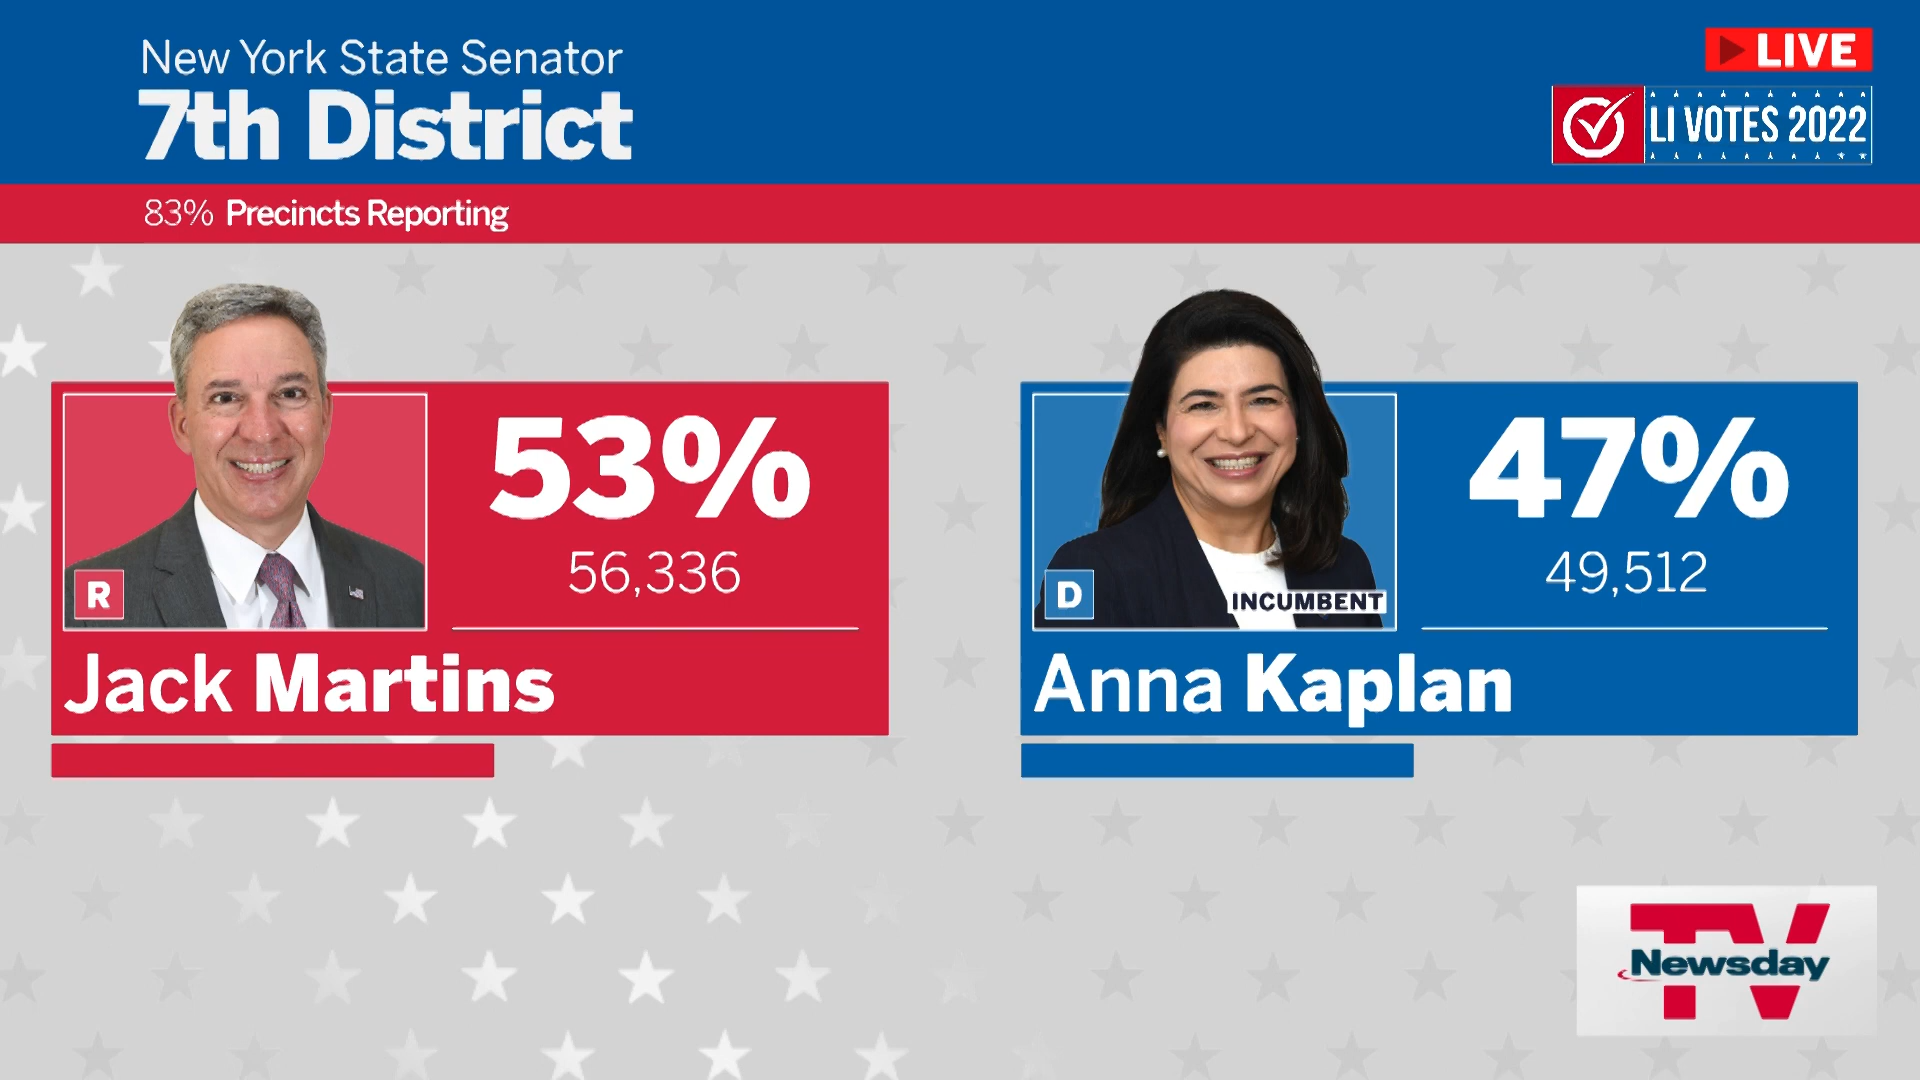 New York State Senator
7th District
LIVE
LI VOTES 2022
83% Precincts Reporting
53%
56,336
R
Jack Martins
47%
49,512
D
INCUMBENT
Anna Kaplan
TV
Newsday